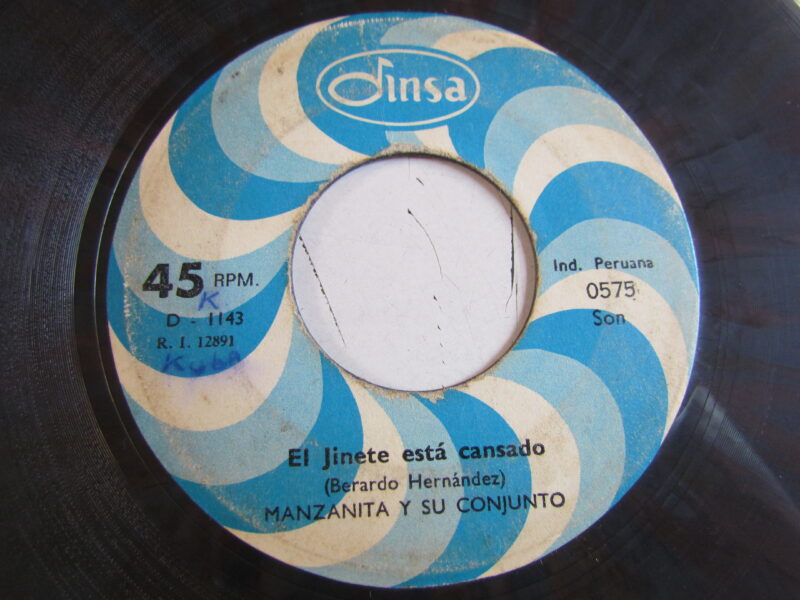 dinsa
45 RPM.
K.
D - 1143
R. I. 12891
Kuba
Ind. Peruana
0575
Son
El Jinete está cansado
(Berardo Hernández)
MANZANITA Y SU CONJUNTO